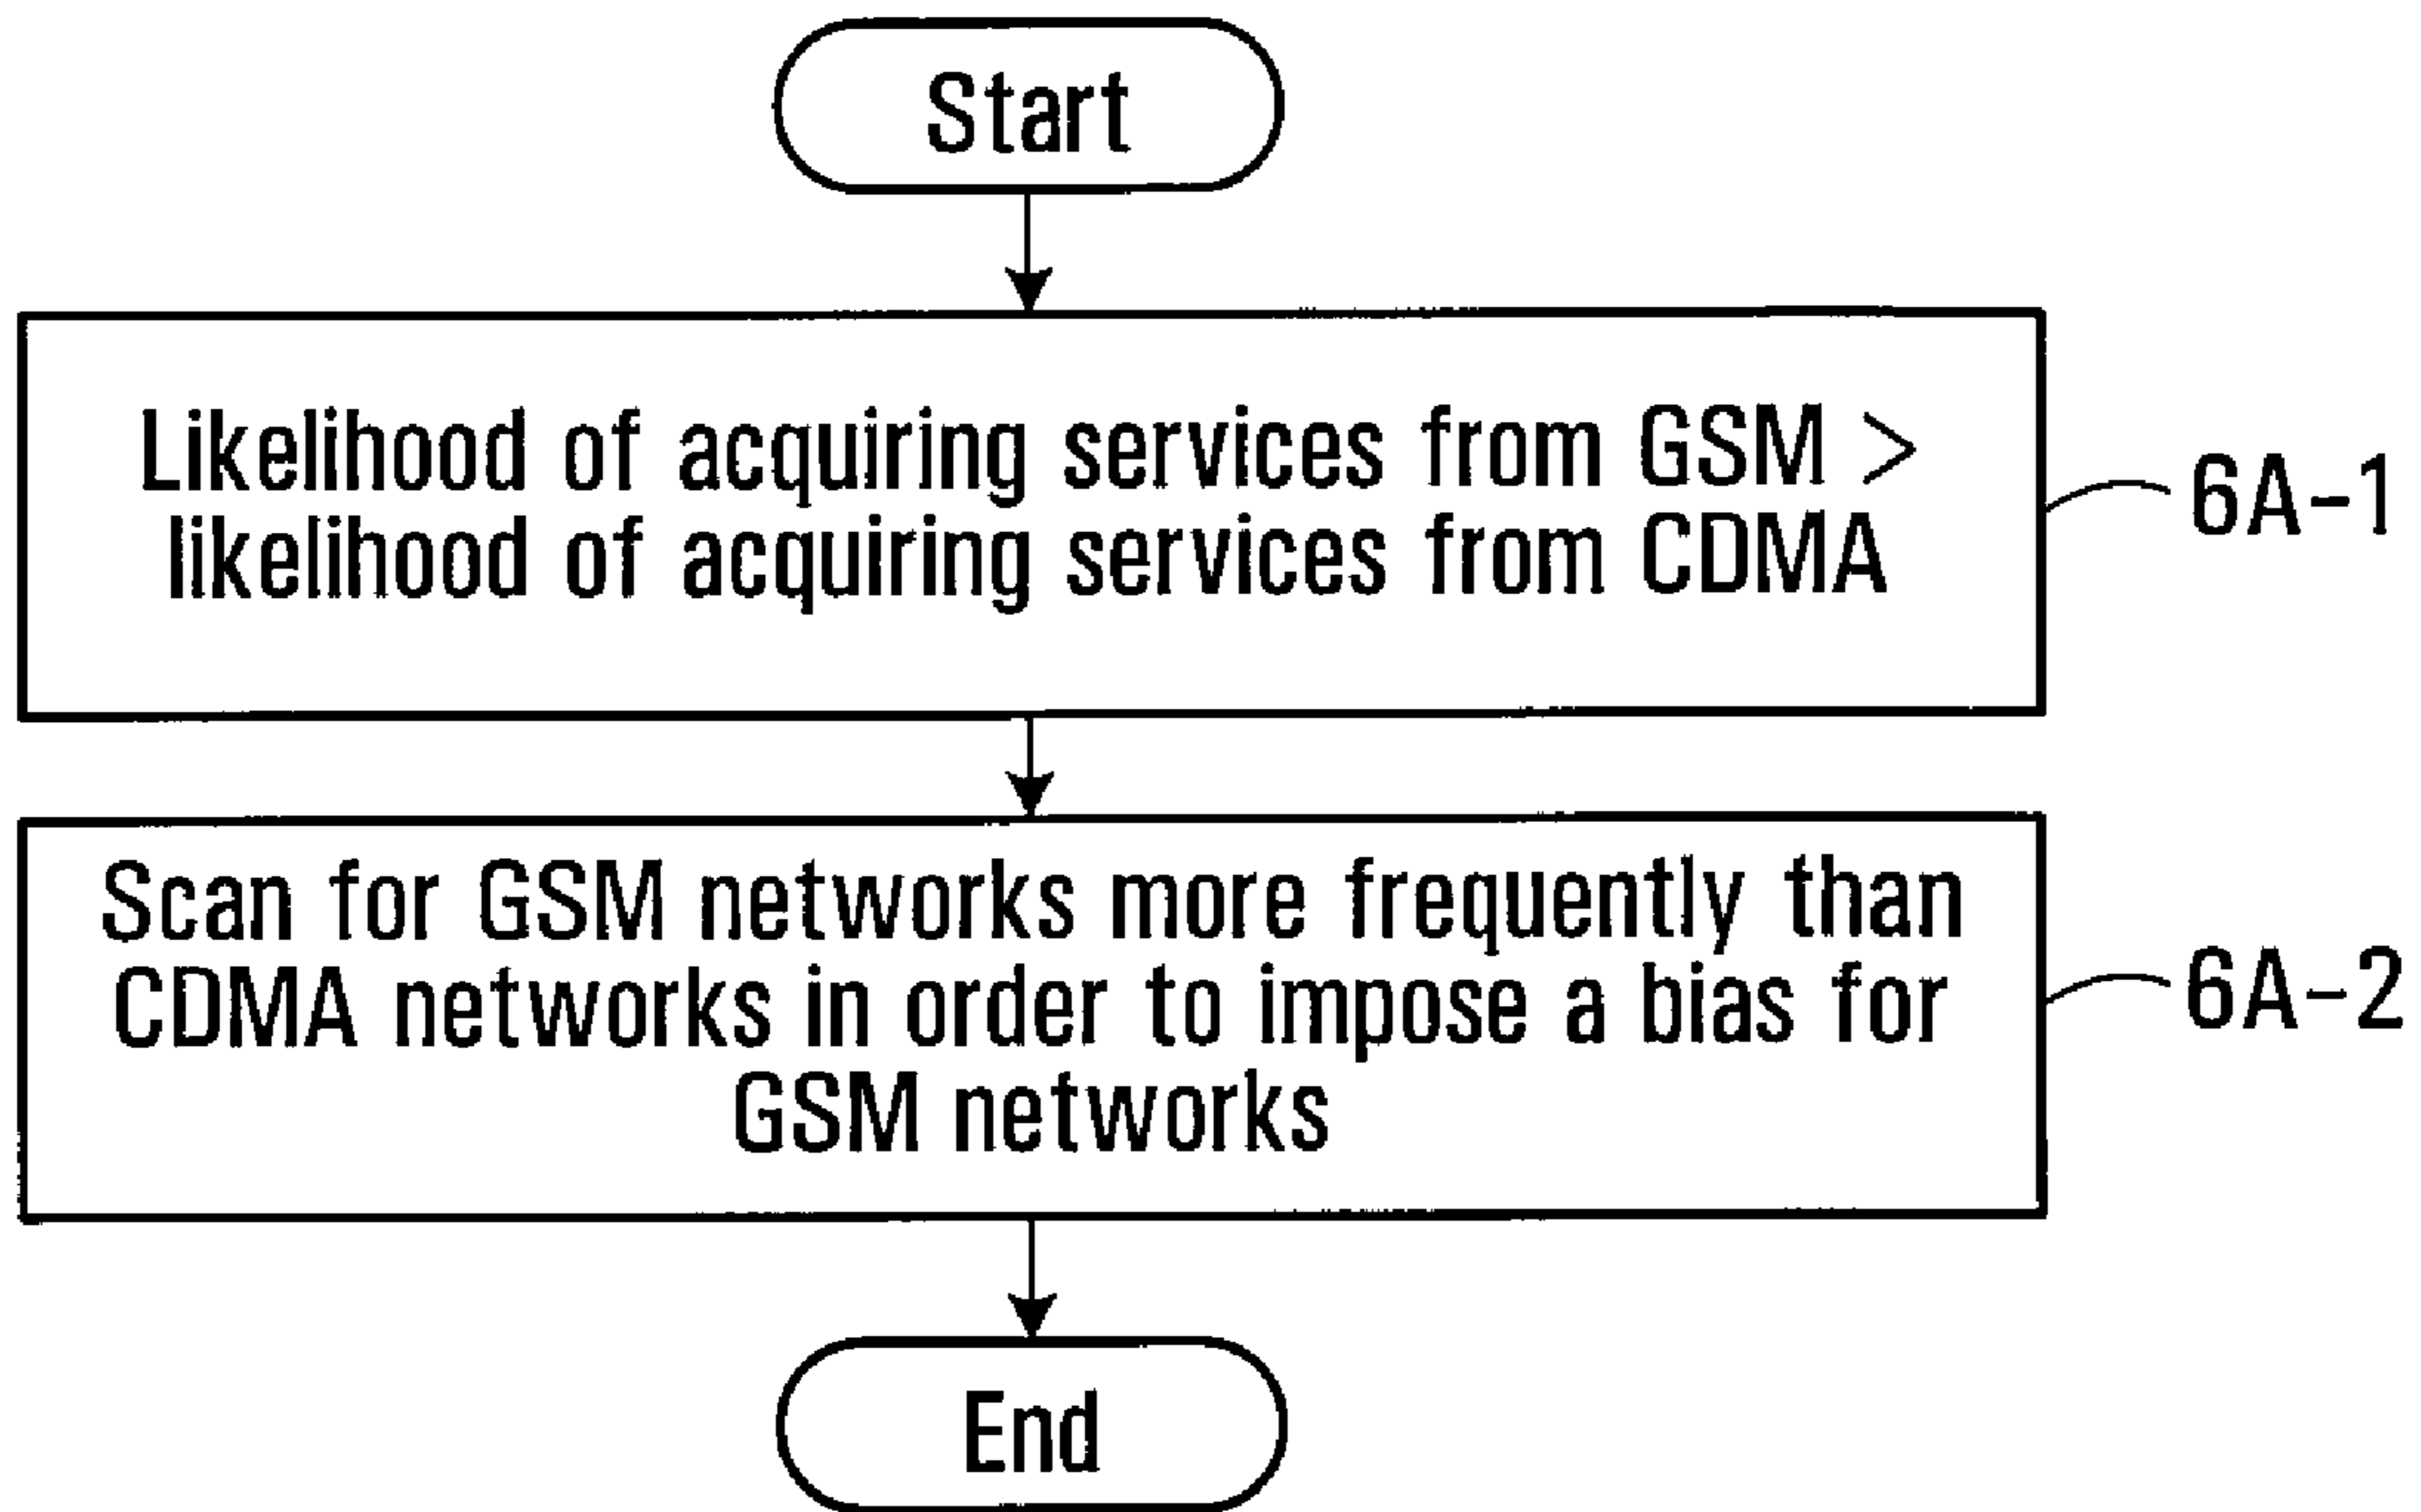 Start
Likelihood of acquiring services from GSM >
likelihood of acquiring services from CDMA
6A-1
Scan for GSM networks more frequently than
CDMA networks in order to impose a bias for
GSM networks
6A-2
End